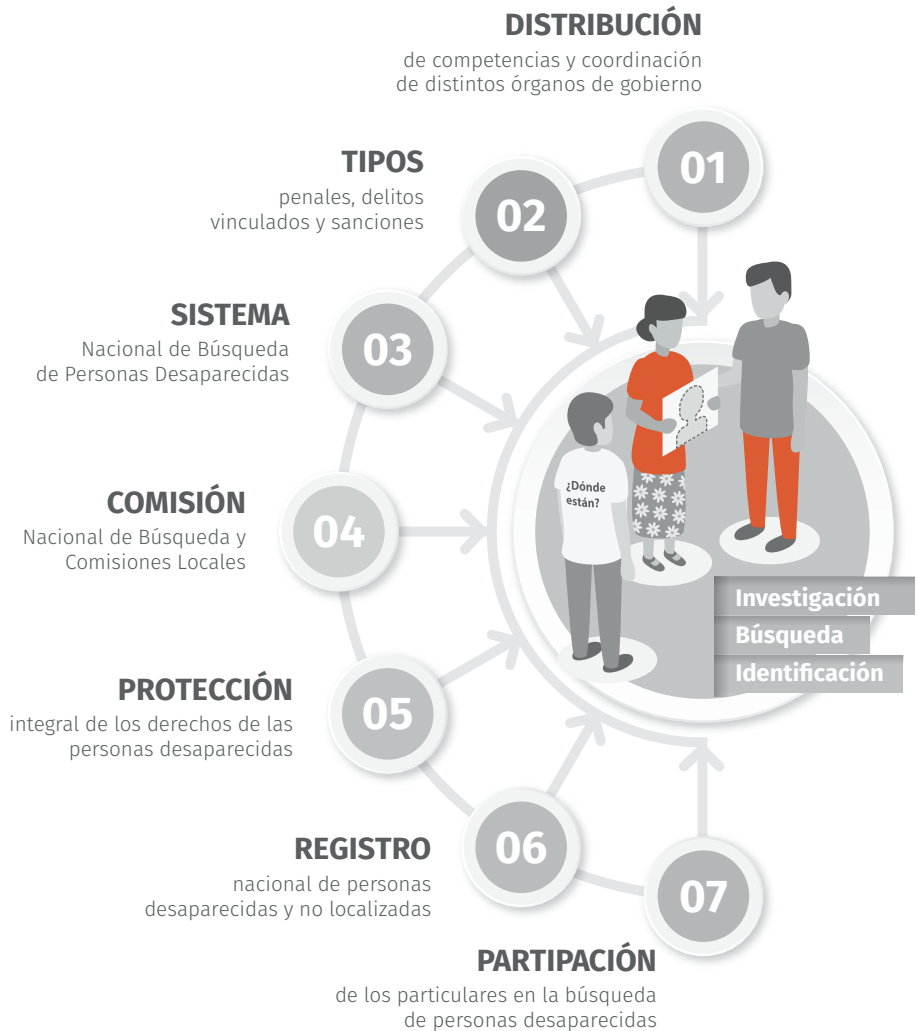 DISTRIBUCIÓN
de competencias y coordinación
de distintos órganos de gobierno
01
TIPOS
penales, delitos
vinculados y sanciones
02
SISTEMA
Nacional de Búsqueda
de Personas Desaparecidas
03
COMISIÓN
Nacional de Búsqueda y
Comisiones Locales
04
PROTECCIÓN
integral de los derechos de las
personas desaparecidas
05
REGISTRO
nacional de personas
desaparecidas y no localizadas
06
PARTIPACIÓN
de los particulares en la búsqueda
de personas desaparecidas
07
¿Dónde
están?
Investigación
Búsqueda
Identificación